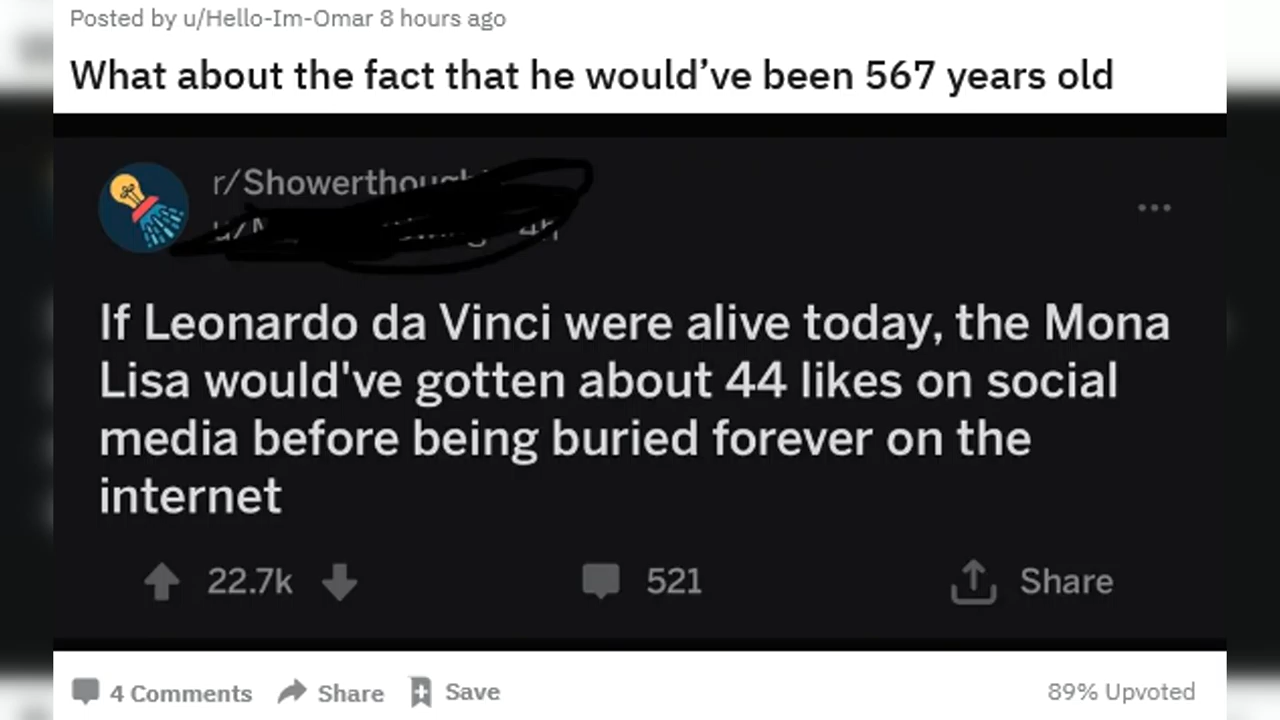 Posted by u/Hello-Im-Omar 8 hours ago
What about the fact that he would’ve been 567 years old
r/Showerthough
u/M 4h
If Leonardo da Vinci were alive today, the Mona
Lisa would've gotten about 44 likes on social
media before being buried forever on the
internet
22.7k 521 Share
4 Comments Share Save 89% Upvoted